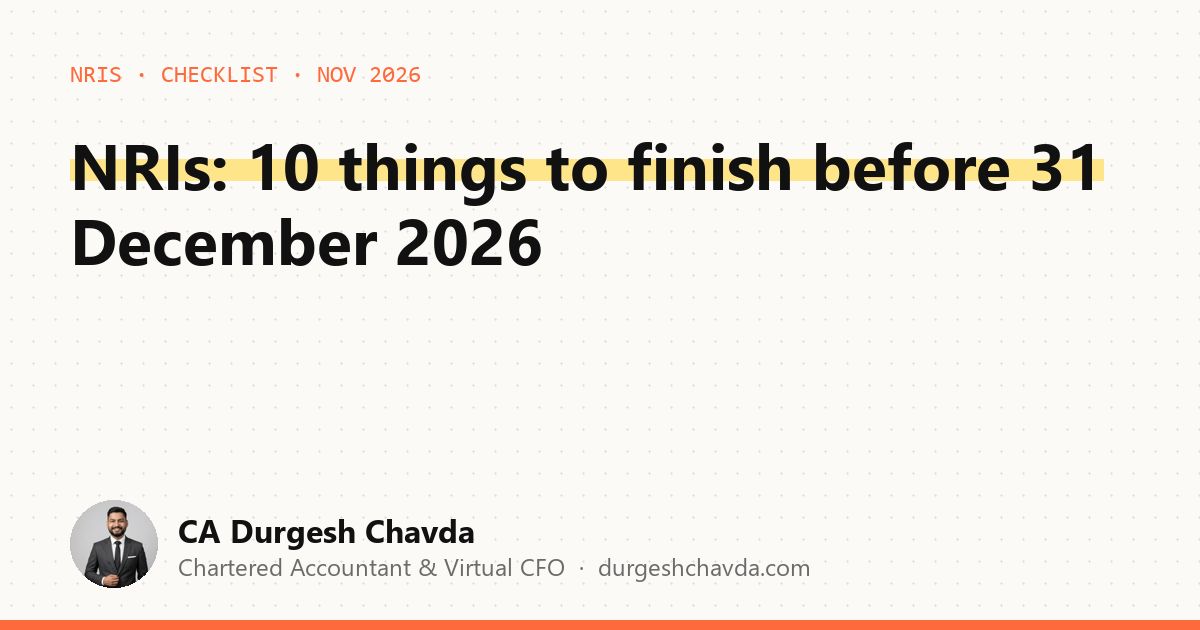 NRIS · CHECKLIST · NOV 2026
NRIs: 10 things to finish before 31
December 2026
CA Durgesh Chavda
Chartered Accountant & Virtual CFO · durgeshchavda.com